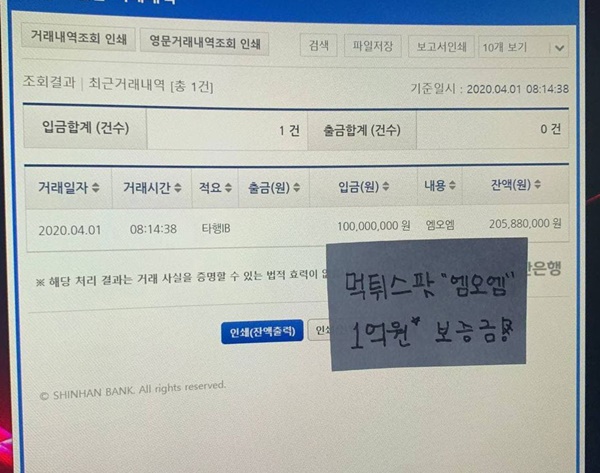 거래내역조회 인쇄 영문거래내역조회 인쇄 검색 파일저장 보고서인쇄 10개 보기
조회결과 | 최근거래내역 [총 1건] 기준일시 : 2020.04.01 08:14:38
입금합계 (건수) 1 건 출금합계 (건수) 0 건
거래일자 거래시간 적요 출금(원) 입금(원) 내용 잔액(원)
2020.04.01 08:14:38 타행IB 100,000,000 원 엠오엠 205,880,000 원
※ 해당 처리 결과는 거래 사실을 증명할 수 있는 법적 효력이 은행
먹튀스팟 "엠오엠"
1억원* 보증금
인쇄(잔액출력)
© SHINHAN BANK. All rights reserved.